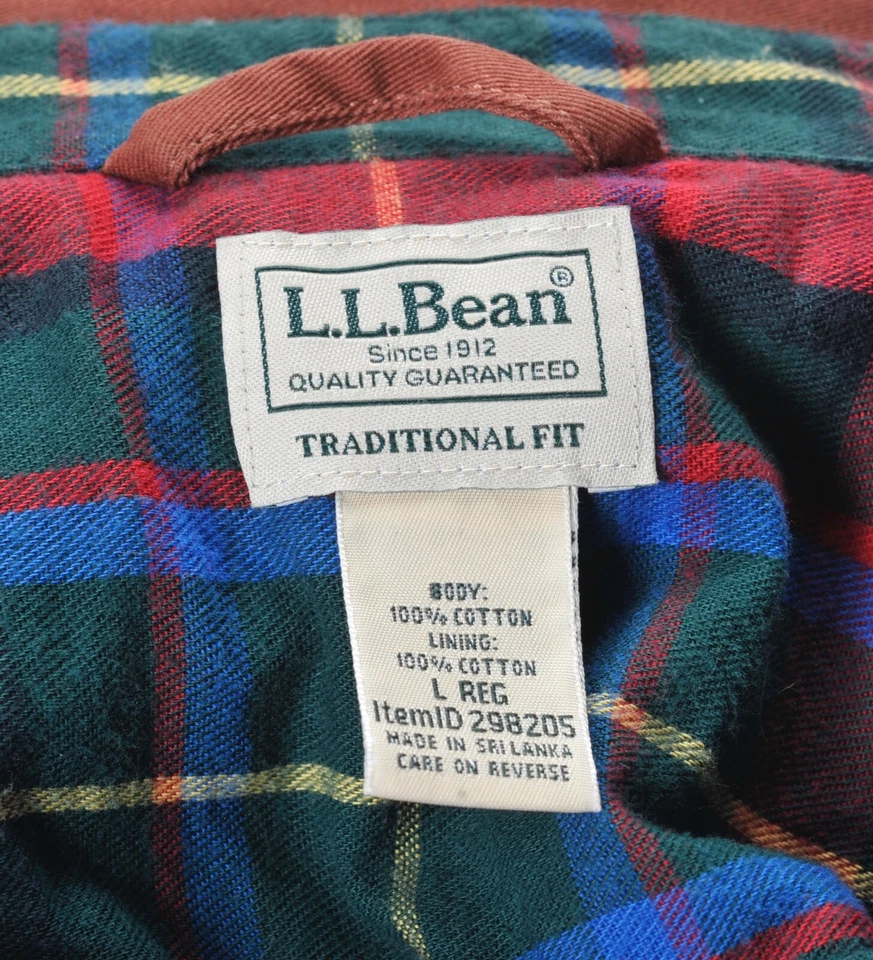 L.L.Bean®
Since 1912
QUALITY GUARANTEED
TRADITIONAL FIT
BODY:
100% COTTON
LINING:
100% COTTON
L REG
ItemID 298205
MADE IN SRI LANKA
CARE ON REVERSE